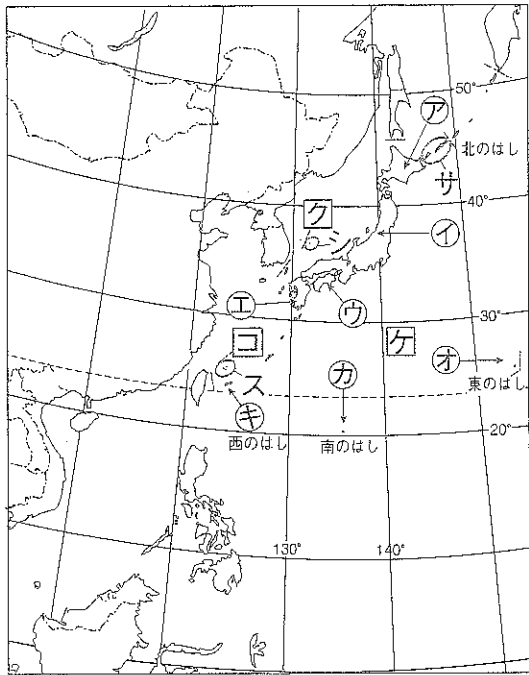 50°
ア
北のはし
サ
40°
ク
シ
イ
エ
ウ
30°
コ
ケ
ス
カ
オ
東のはし
キ
西のはし
南のはし
20°
130°
140°